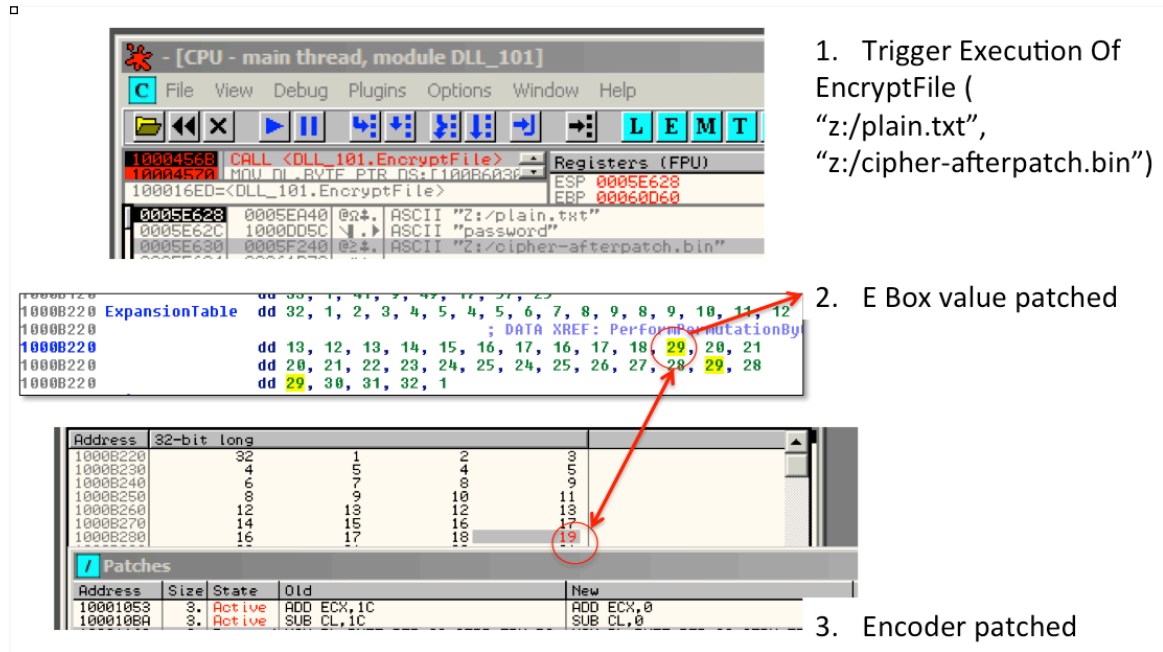 - [CPU - main thread, module DLL_101]
C File View Debug Plugins Options Window Help
L E M T
1000456B CALL <DLL_101.EncryptFile>
10004570 MOV DL,BYTE PTR DS:[100B6030
100016ED=<DLL_101.EncryptFile>
Registers (FPU)
ESP 0005E628
EBP 00060D60
0005E628 0005EA40 ASCII "Z:/plain.txt"
0005E62C 1000DD5C ASCII "password"
0005E630 0005F240 ASCII "Z:/cipher-afterpatch.bin"
1. Trigger Execution Of
EncryptFile (
“z:/plain.txt”,
“z:/cipher-afterpatch.bin”)
1000B220 ExpansionTable dd 32, 1, 2, 3, 4, 5, 4, 5, 6, 7, 8, 9, 8, 9, 10, 11, 12
1000B220 ; DATA XREF: PerformPermutationBy
1000B220 dd 13, 12, 13, 14, 15, 16, 17, 16, 17, 18, 29, 20, 21
1000B220 dd 20, 21, 22, 23, 24, 25, 24, 25, 26, 27, 28, 29, 28
1000B220 dd 29, 30, 31, 32, 1
2. E Box value patched
Address 32-bit long
1000B220 32 1 2 3
1000B230 4 5 4 5
1000B240 6 7 8 9
1000B250 8 9 10 11
1000B260 12 13 12 13
1000B270 14 15 16 17
1000B280 16 17 18 19
/ Patches
Address Size State Old New
10001053 3. Active ADD ECX,1C ADD ECX,0
100010BA 3. Active SUB CL,1C SUB CL,0
3. Encoder patched